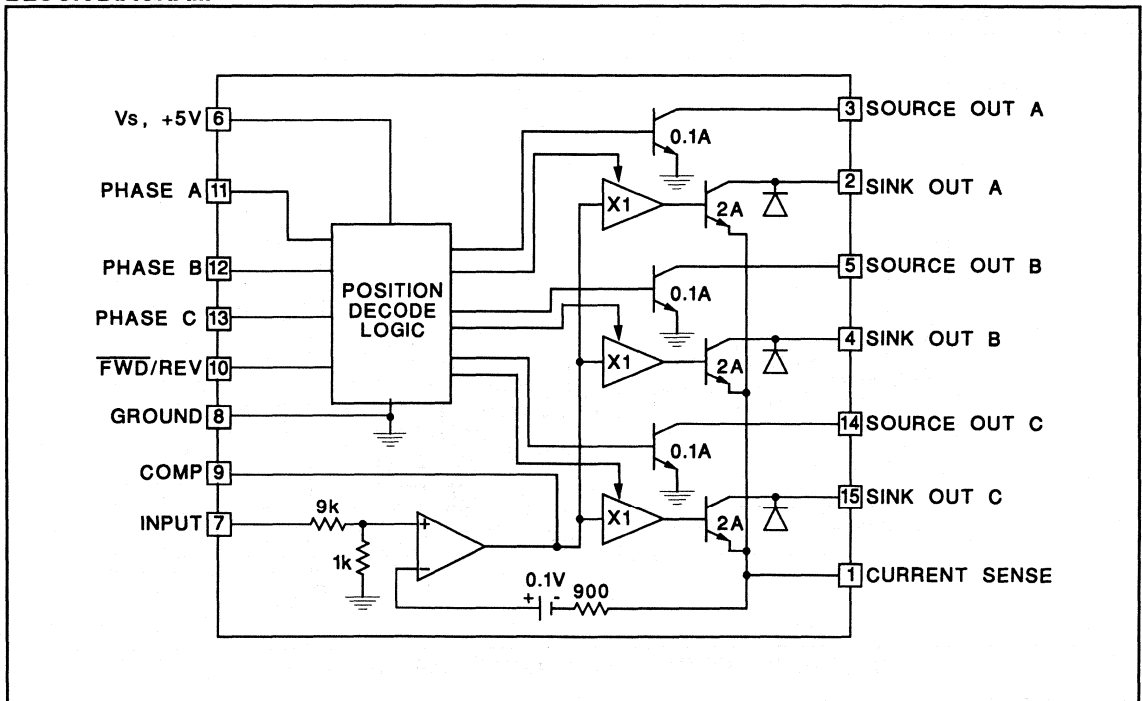 Vs, +5V 6
PHASE A 11
PHASE B 12
PHASE C 13
FWD/REV 10
GROUND 8
COMP 9
INPUT 7
POSITION
DECODE
LOGIC
9k
1k
+
−
0.1V
+ -
900
X1
X1
X1
0.1A
2A
0.1A
2A
0.1A
2A
3 SOURCE OUT A
2 SINK OUT A
5 SOURCE OUT B
4 SINK OUT B
14 SOURCE OUT C
15 SINK OUT C
1 CURRENT SENSE